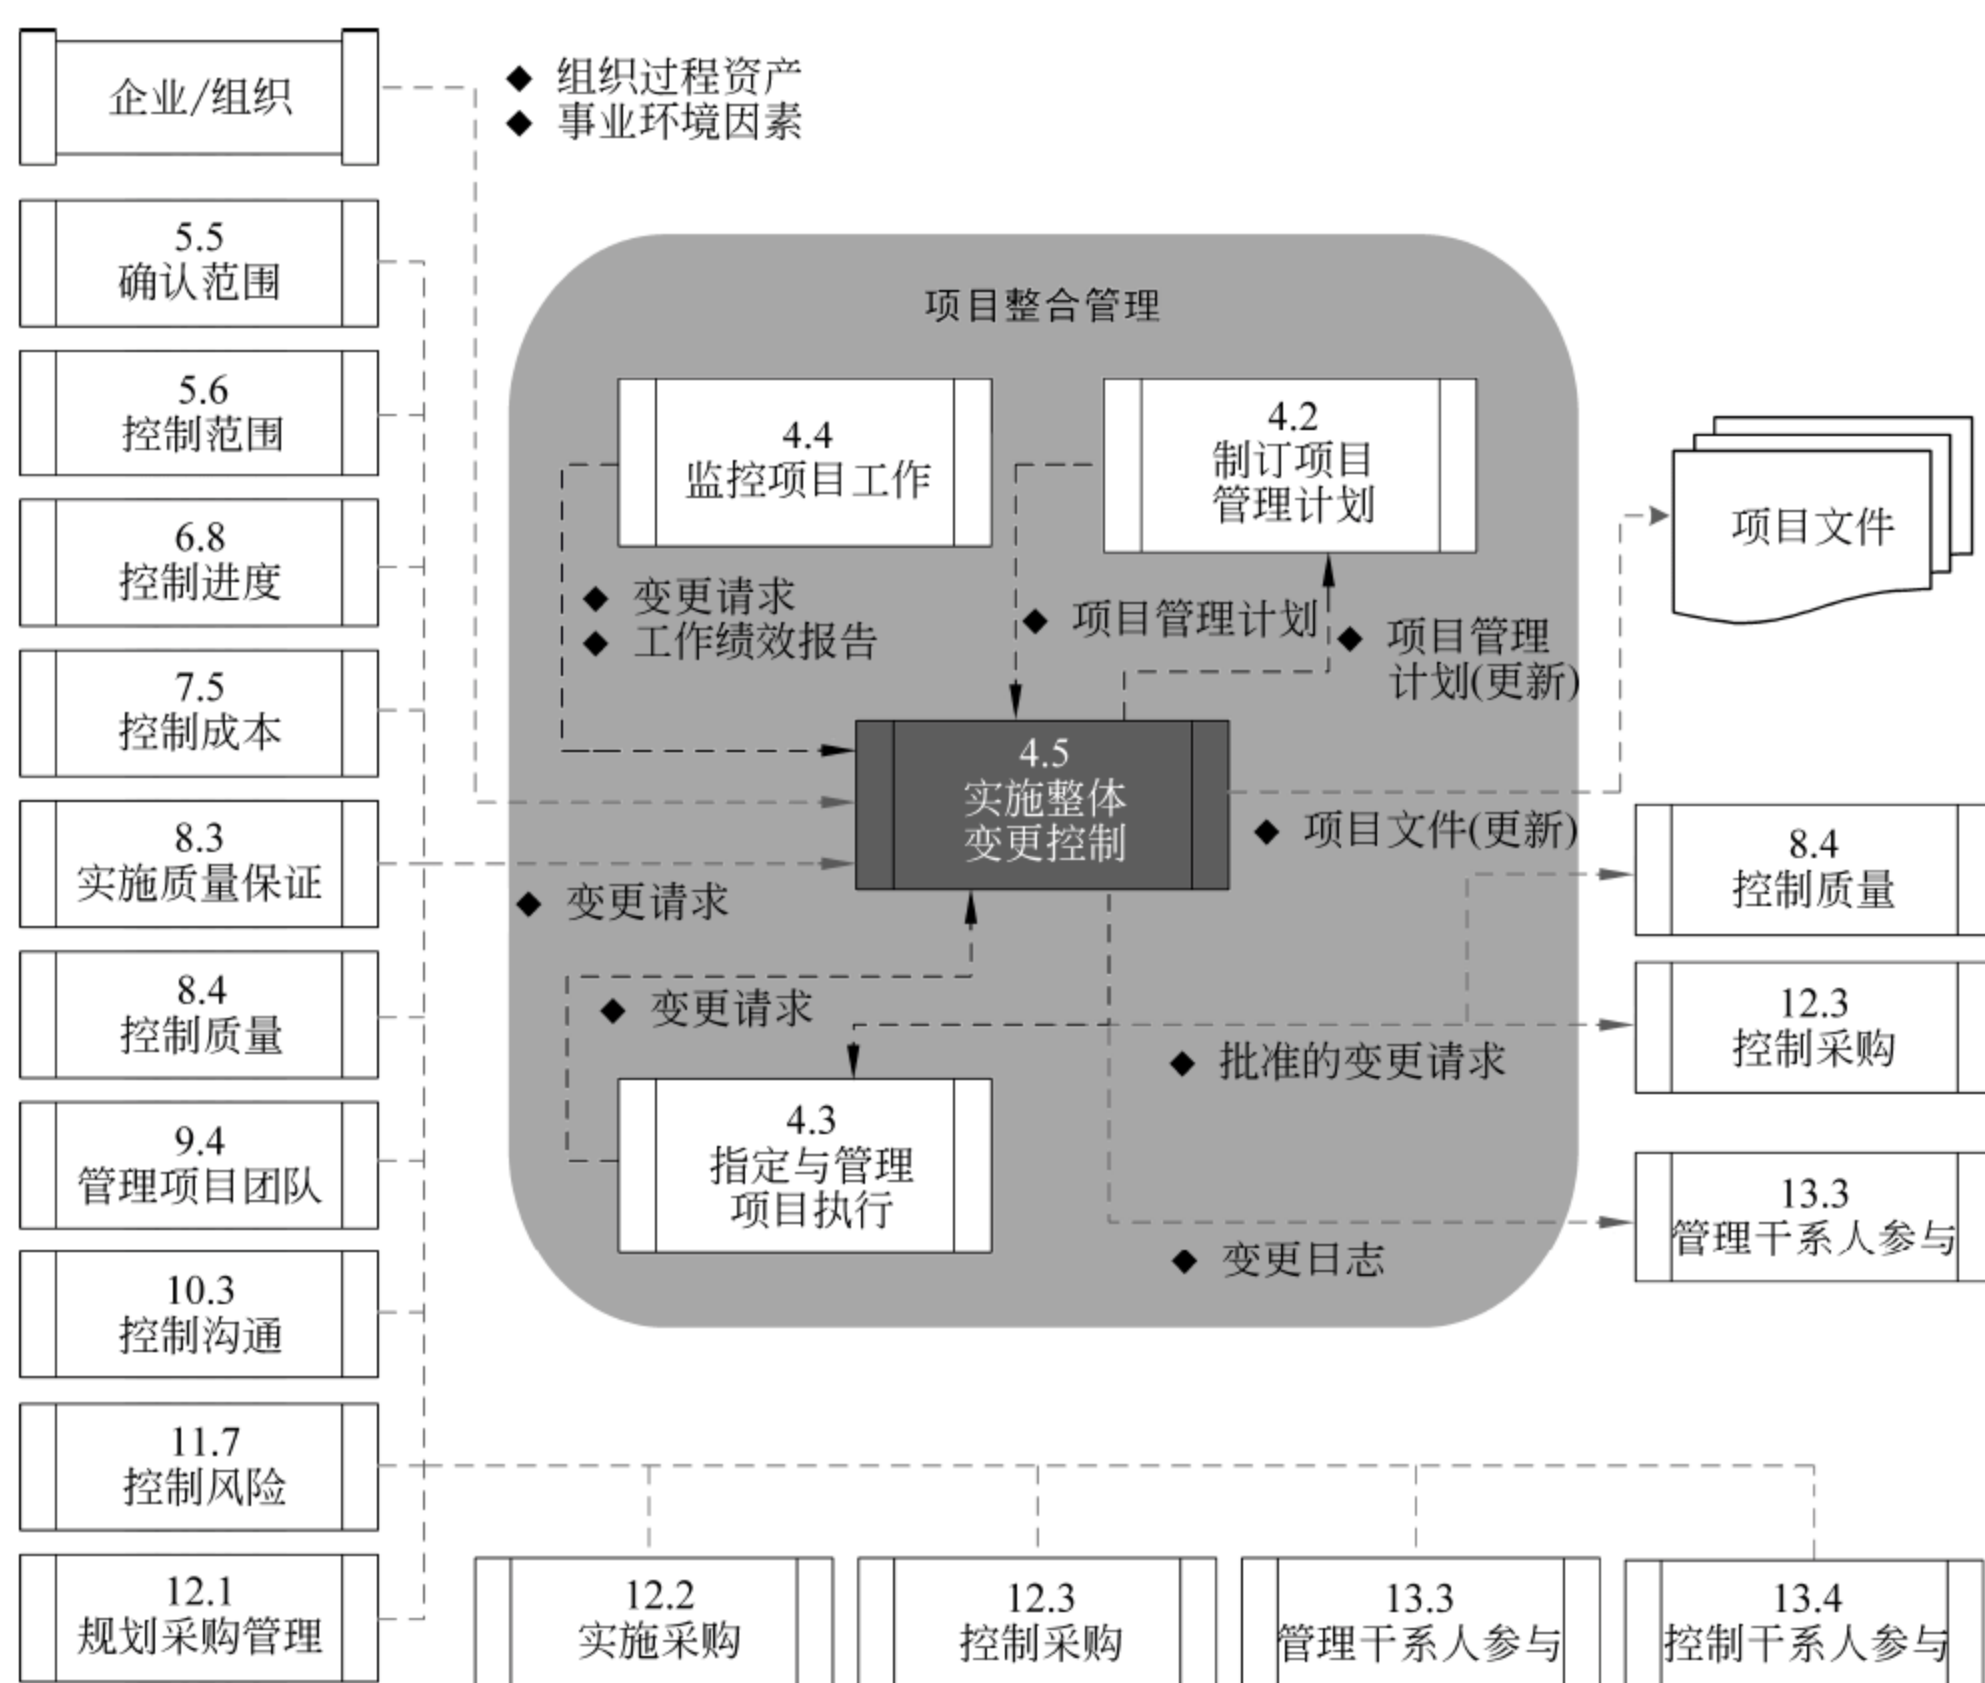 企业/组织
◆ 组织过程资产
◆ 事业环境因素
5.5
确认范围
5.6
控制范围
6.8
控制进度
7.5
控制成本
8.3
实施质量保证
8.4
控制质量
9.4
管理项目团队
10.3
控制沟通
11.7
控制风险
12.1
规划采购管理
项目整合管理
4.4
监控项目工作
4.2
制订项目
管理计划
◆ 变更请求
◆ 工作绩效报告
◆ 项目管理计划
◆ 项目管理
计划(更新)
4.5
实施整体
变更控制
◆ 项目文件(更新)
◆ 变更请求
◆ 变更请求
◆ 批准的变更请求
4.3
指定与管理
项目执行
◆ 变更日志
项目文件
8.4
控制质量
12.3
控制采购
13.3
管理干系人参与
12.2
实施采购
12.3
控制采购
13.3
管理干系人参与
13.4
控制干系人参与